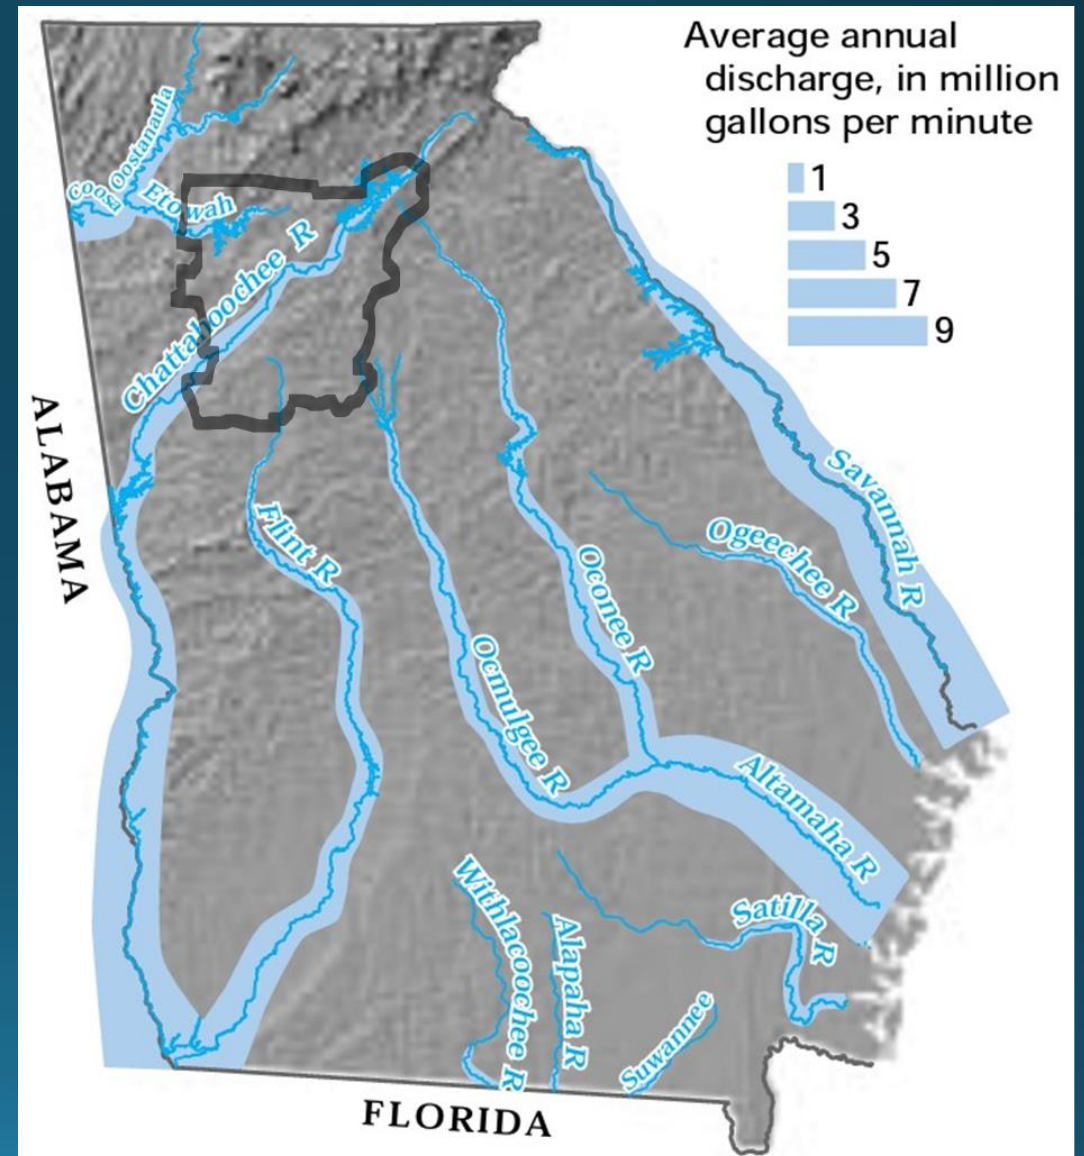 Average annual
discharge, in million
gallons per minute
1
3
5
7
9
Oostanaula
Coosa
Etowah
Chattahoochee R
ALABAMA
Savannah R
Flint R
Ogeechee R
Oconee R
Ocmulgee R
Altamaha R
Withlacoochee R
Alapaha R
Satilla R
Suwannee
FLORIDA